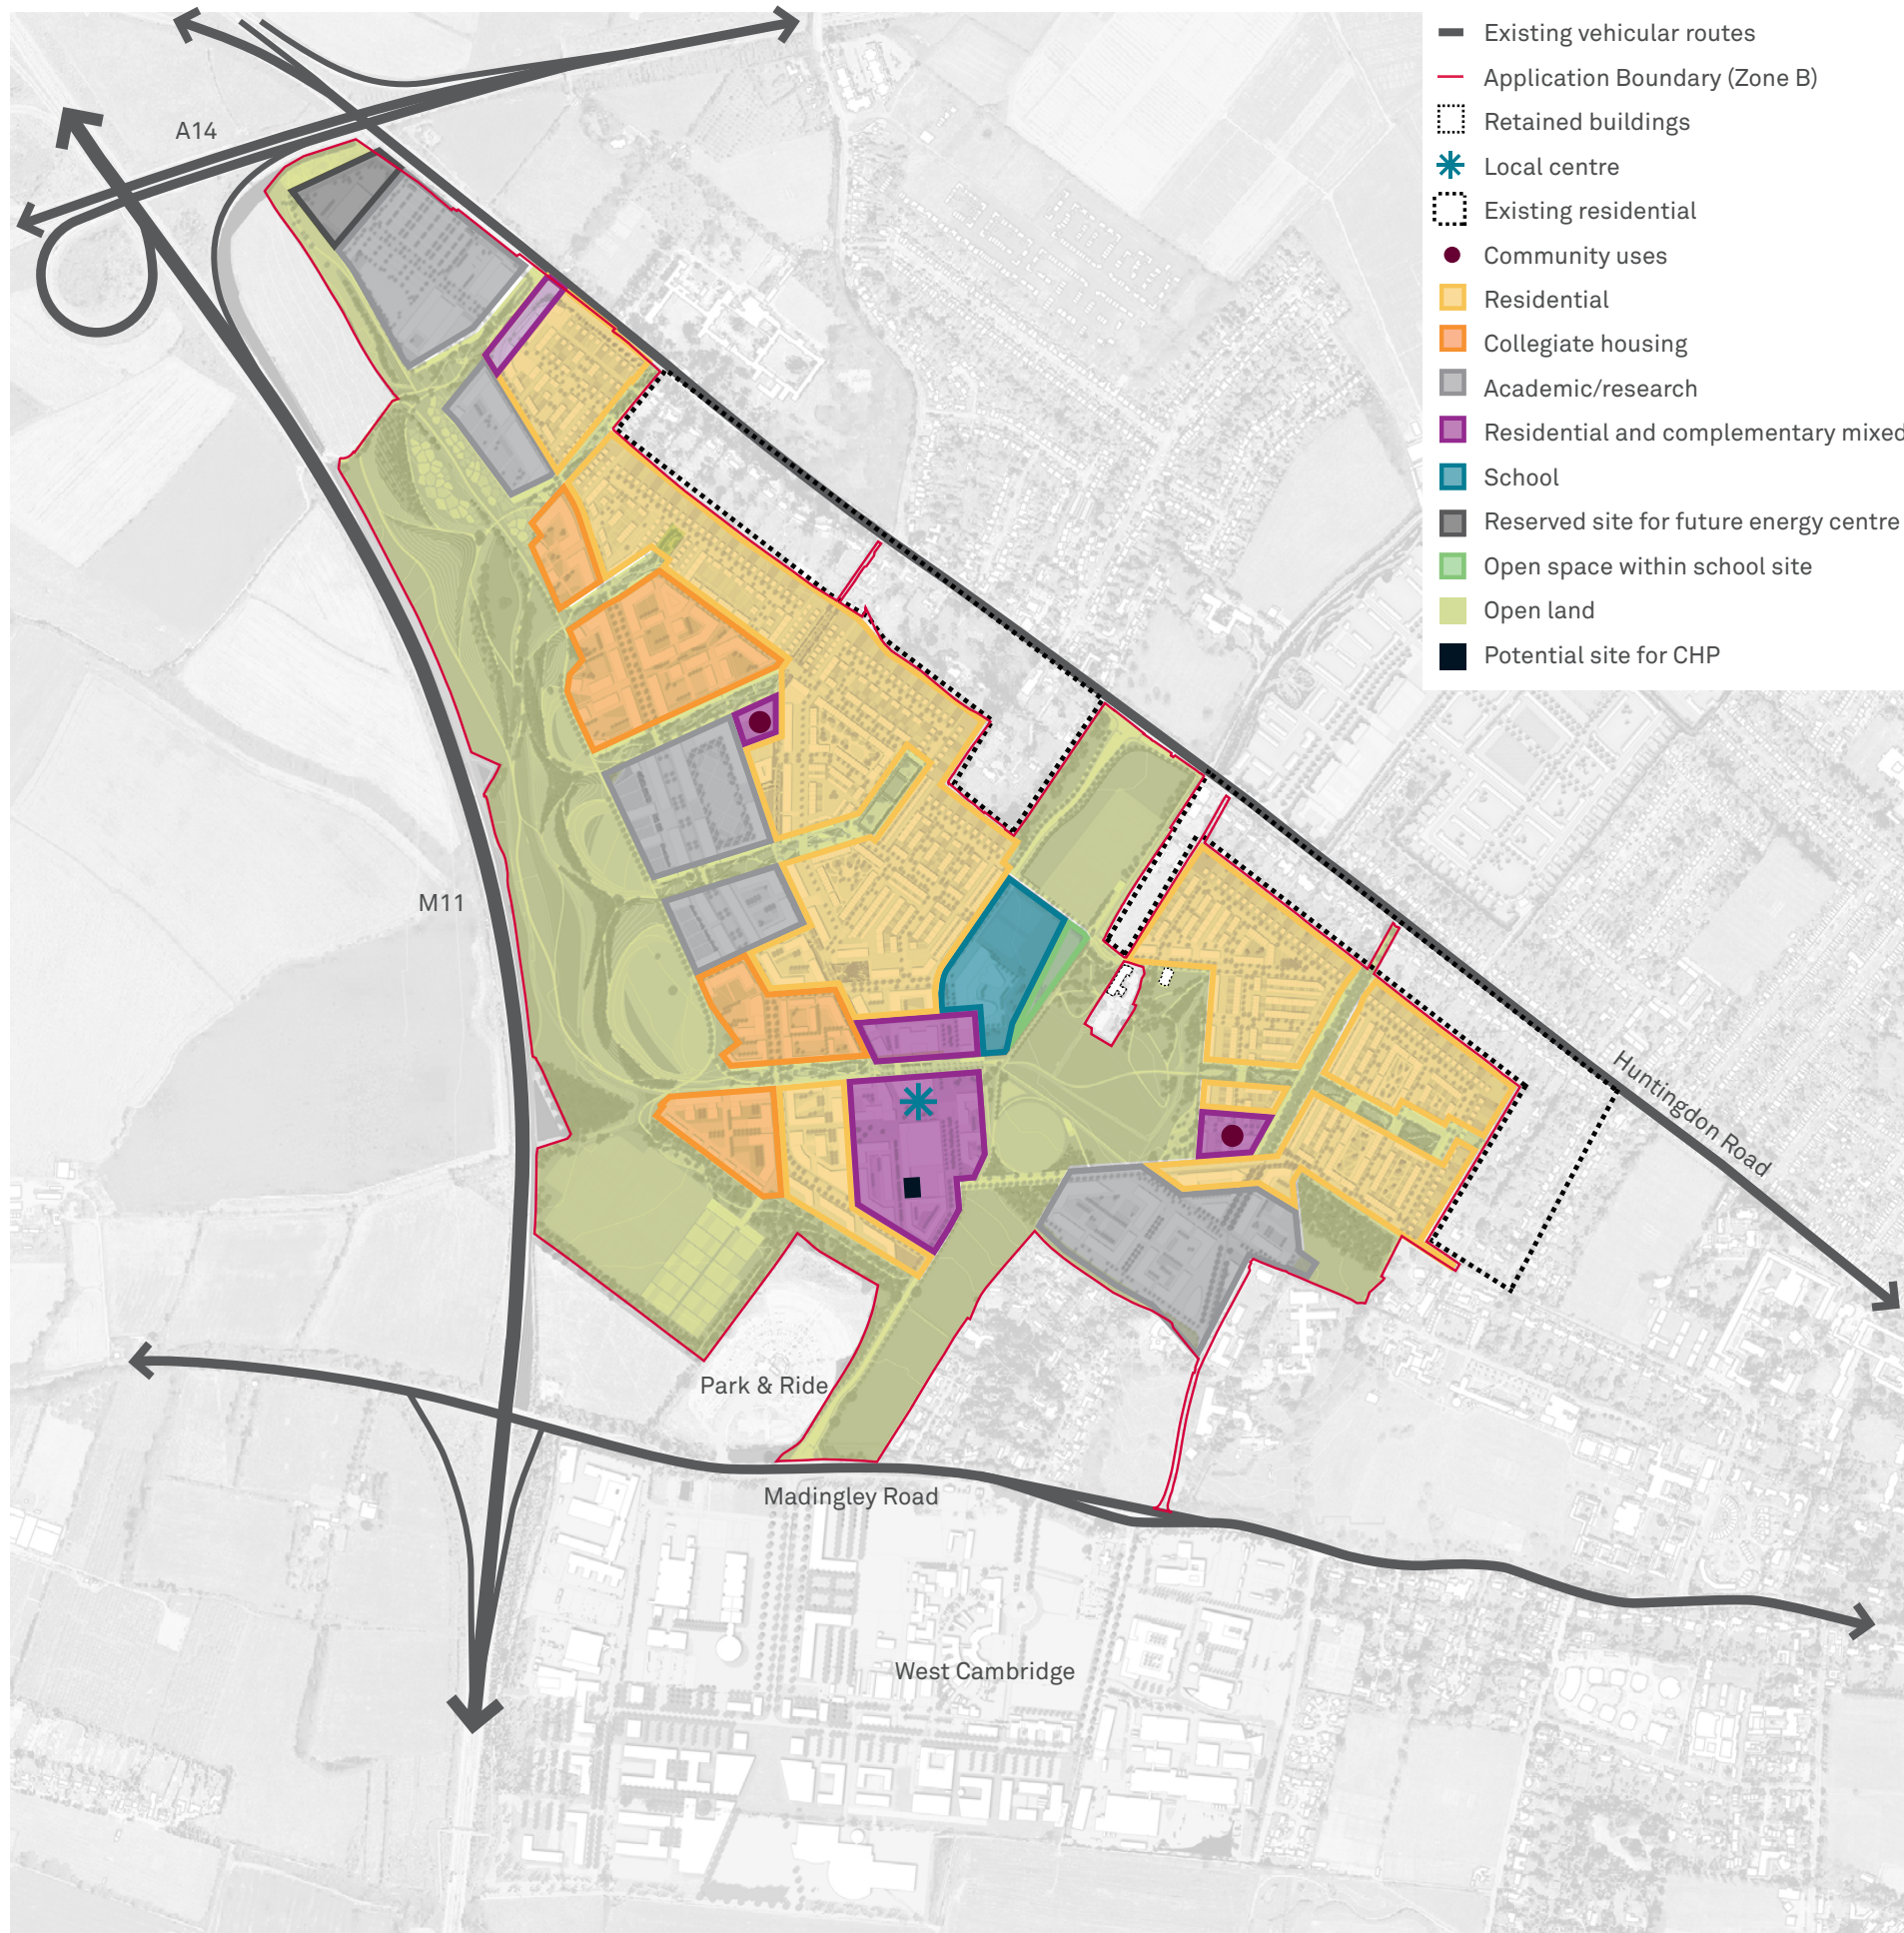 Existing vehicular routes
Application Boundary (Zone B)
Retained buildings
Local centre
Existing residential
Community uses
Residential
Collegiate housing
Academic/research
Residential and complementary mixed
School
Reserved site for future energy centre
Open space within school site
Open land
Potential site for CHP
A14
M11
Huntingdon Road
Park & Ride
Madingley Road
West Cambridge